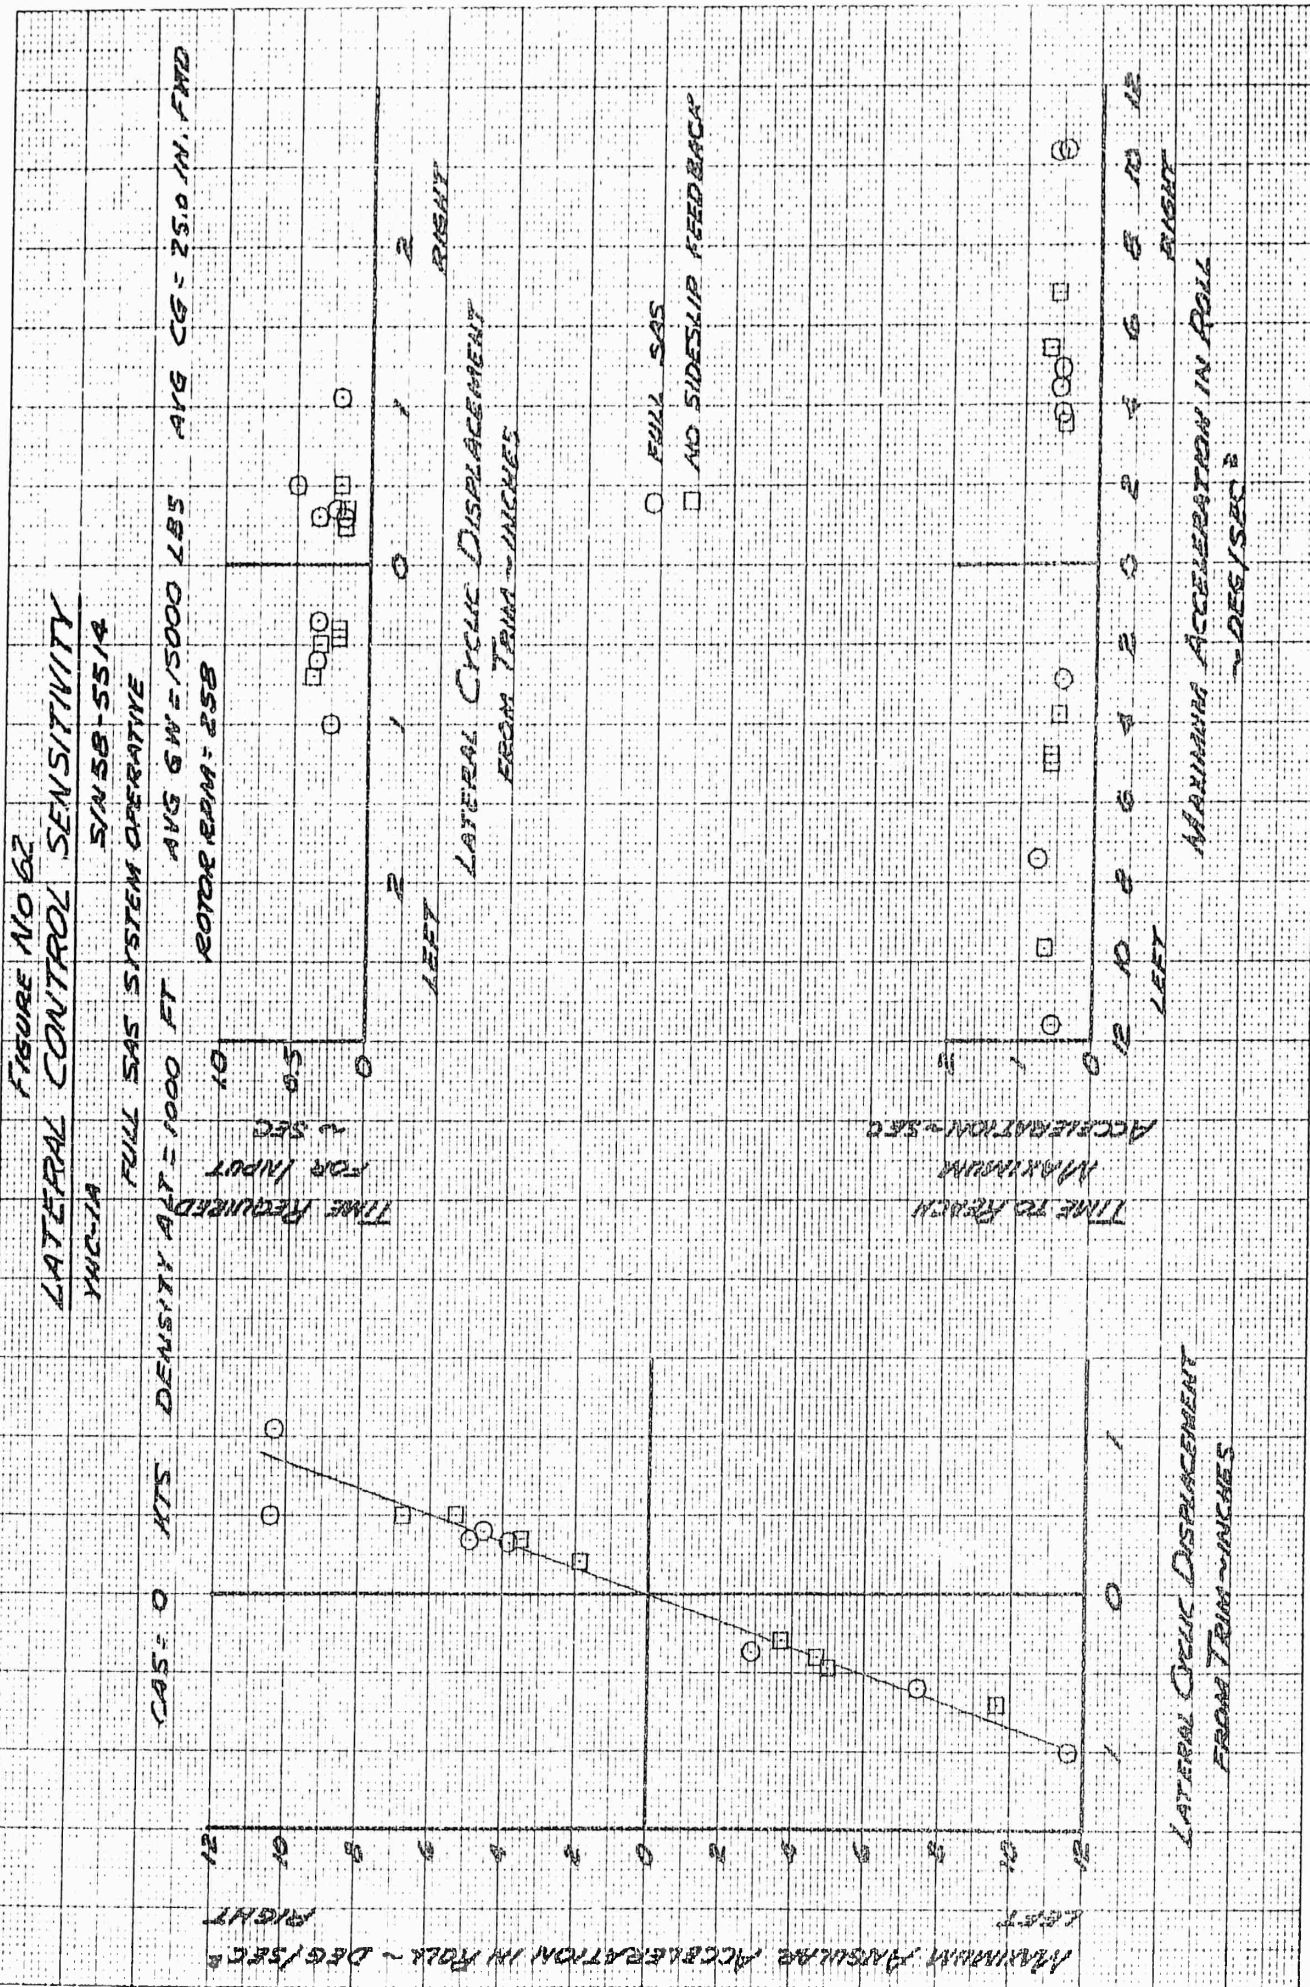 FIGURE NO 62
LATERAL CONTROL SENSITIVITY
YHC-1A S/N 58-5514
FULL SAS SYSTEM OPERATIVE
CAS = 0 KTS DENSITY ALT = 1000 FT AVG GW = 15000 LBS AVG CG = 25.0 IN. FWD
ROTOR RPM = 258
MAXIMUM ANGULAR ACCELERATION IN ROLL ~ DEG/SEC²
RIGHT
LEFT
12
10
8
6
4
2
0
2
4
6
8
10
12
1 0 1
LATERAL CYCLIC DISPLACEMENT
FROM TRIM ~ INCHES
TIME REQUIRED
FOR INPUT
~ SEC
1.0
0.5
0
2 1 0 1 2
LEFT RIGHT
LATERAL CYCLIC DISPLACEMENT
FROM TRIM ~ INCHES
FULL SAS
NO SIDESLIP FEEDBACK
TIME TO REACH
MAXIMUM
ACCELERATION ~ SEC
2
1
0
12 10 8 6 4 2 0 2 4 6 8 10 12
LEFT RIGHT
MAXIMUM ACCELERATION IN ROLL
~ DEG/SEC²